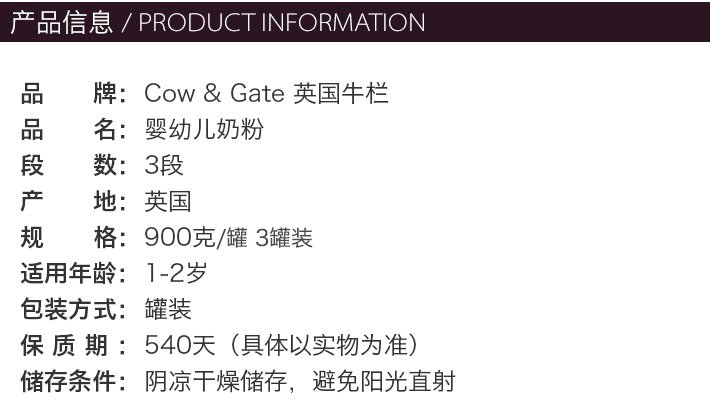 产品信息 / PRODUCT INFORMATION
品 牌：Cow & Gate 英国牛栏
品 名：婴幼儿奶粉
段 数：3段
产 地：英国
规 格：900克/罐 3罐装
适用年龄：1-2岁
包装方式：罐装
保 质 期 ：540天（具体以实物为准）
储存条件：阴凉干燥储存，避免阳光直射